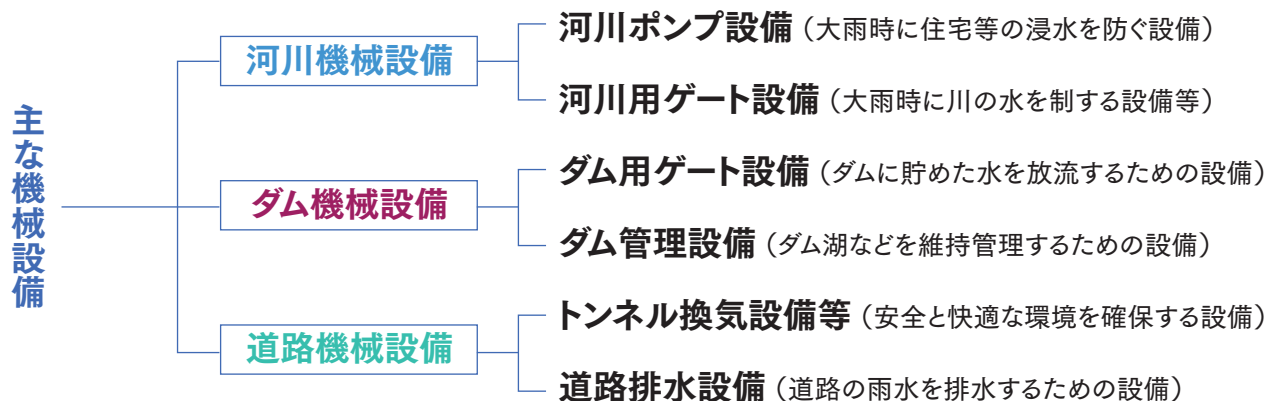 主な機械設備
河川機械設備
河川ポンプ設備（大雨時に住宅等の浸水を防ぐ設備）
河川用ゲート設備（大雨時に川の水を制する設備等）
ダム機械設備
ダム用ゲート設備（ダムに貯めた水を放流するための設備）
ダム管理設備（ダム湖などを維持管理するための設備）
道路機械設備
トンネル換気設備等（安全と快適な環境を確保する設備）
道路排水設備（道路の雨水を排水するための設備）